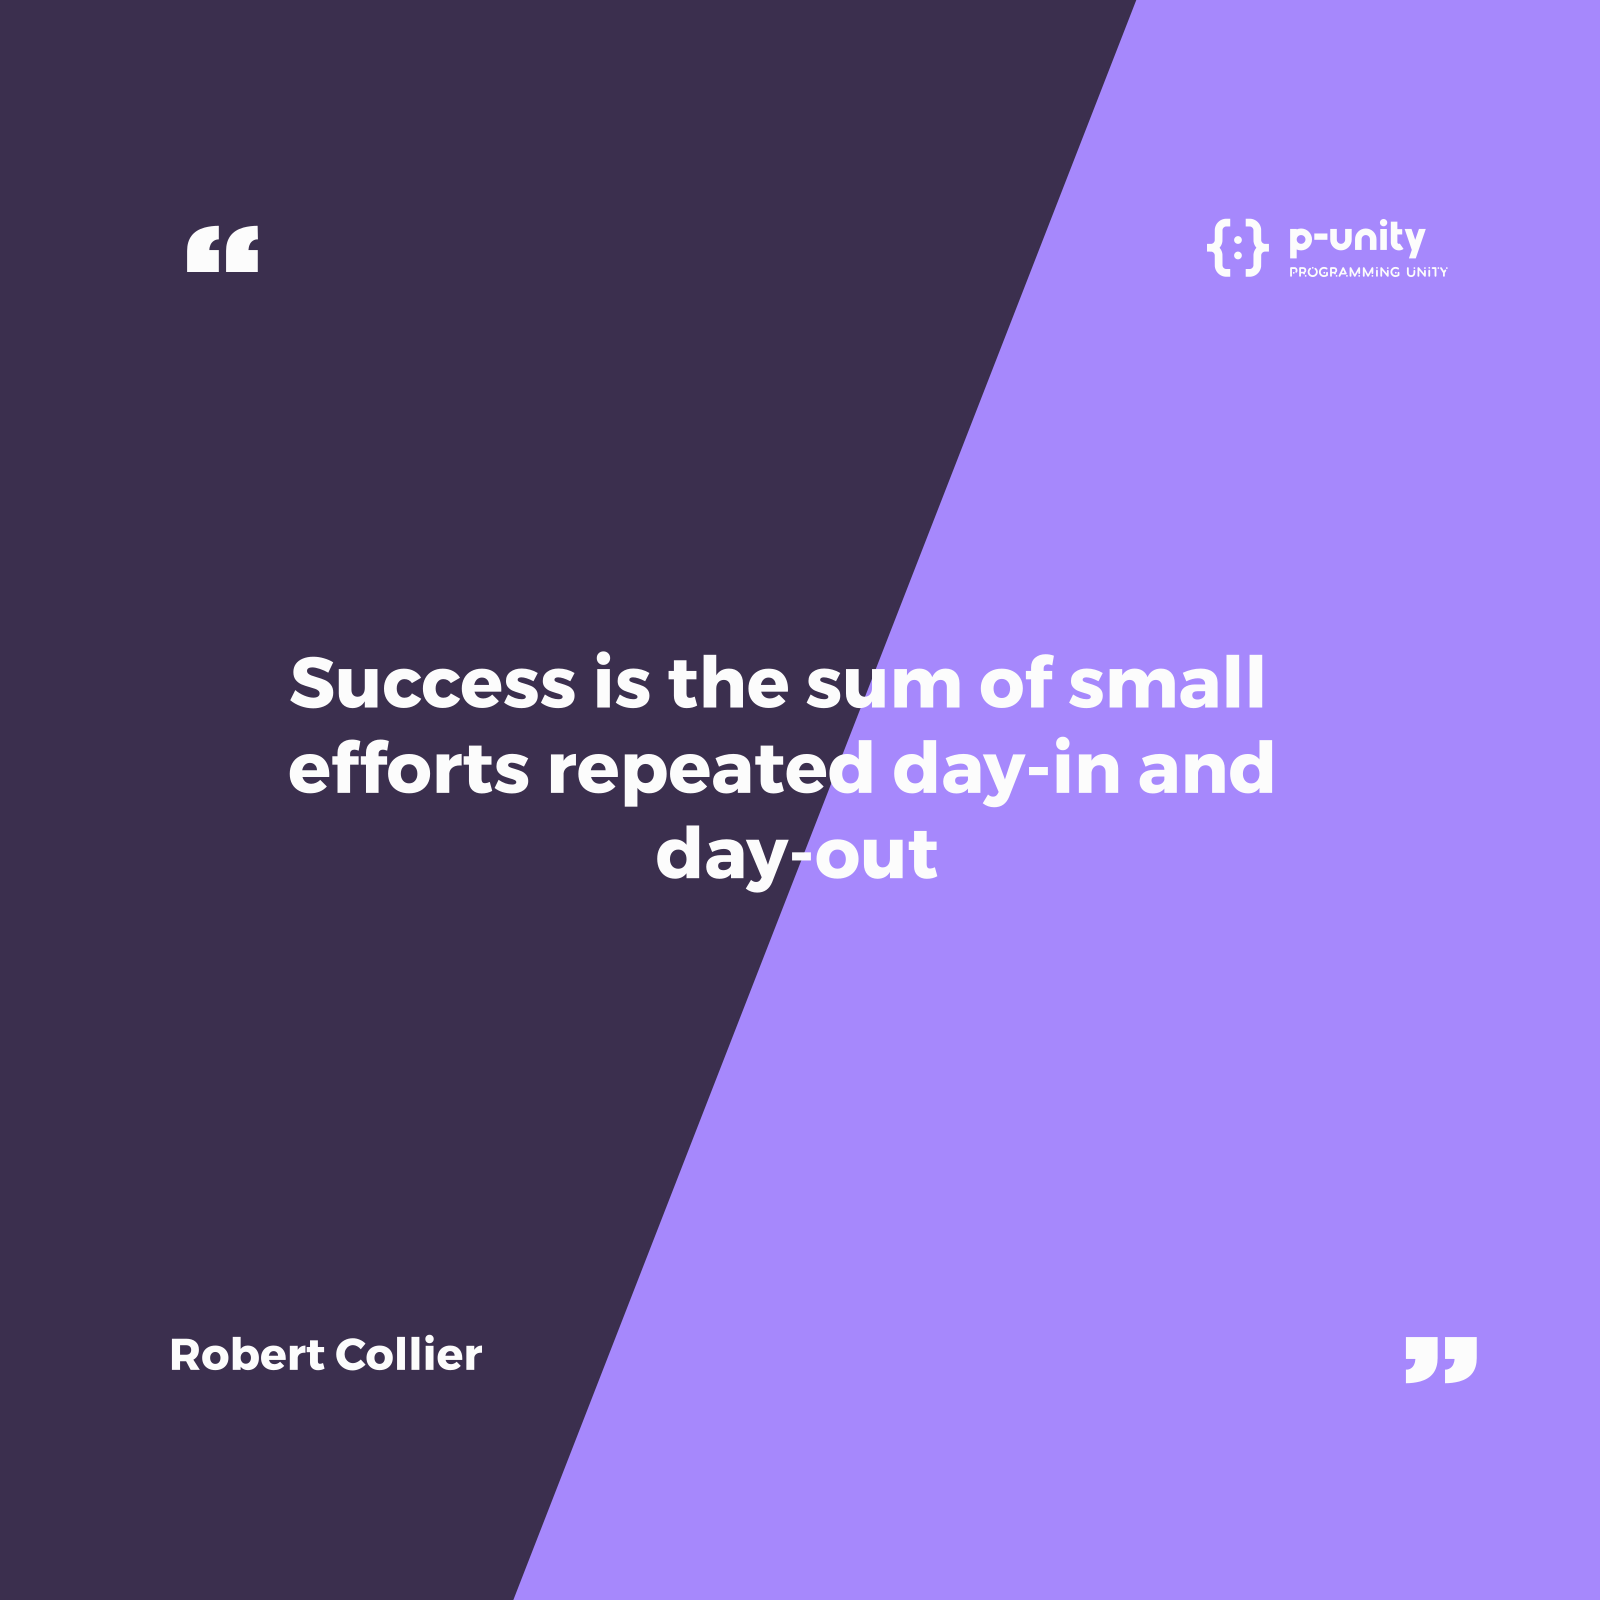 “
p-unity
PROGRAMMiNG UNiTY
Success is the sum of small
efforts repeated day-in and
day-out
Robert Collier
”